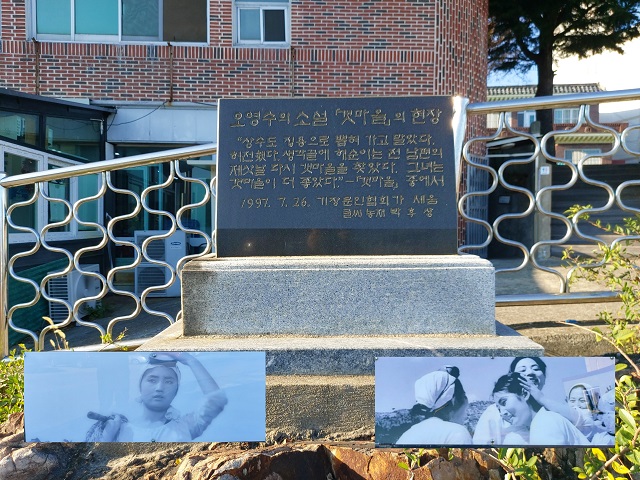 오영수의 소설 「갯마을」의 현장
"상수도 징용으로 뽑혀 가고 말았다.
허전했다. 생각끝에 해순이는 전 남편의
제삿날 다시 갯마을을 찾았다. 그녀는
갯마을이 더 좋았다" ─ 「갯마을」 중에서
1997. 7. 26. 기장문인협회가 세움
글씨 농재 박 홍 성